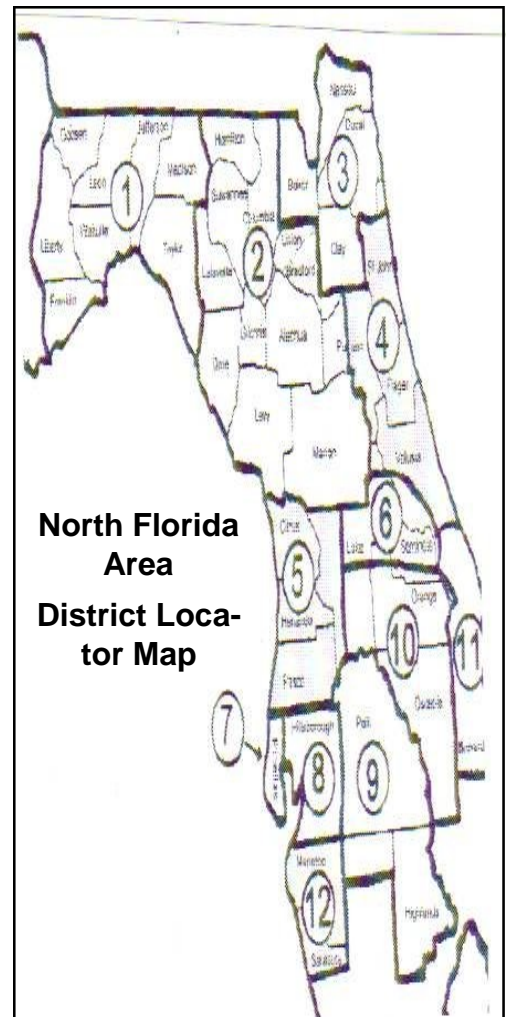 Nassau
Gadsden
Jefferson
Hamilton
Duval
Leon
Madison
Baker
3
1
Suwannee
Columbia
Wakulla
Union
Clay
Liberty
Taylor
Lafayette
2
Bradford
St. Johns
Franklin
Gilchrist
Alachua
Putnam
4
Dixie
Flagler
Levy
Marion
Volusia
North Florida
Area
District Loca-
tor Map
Citrus
6
Lake
Seminole
5
Hernando
Orange
10
11
Pasco
Osceola
7
Hillsborough
Polk
8
9
Brevard
Manatee
12
Highlands
Sarasota